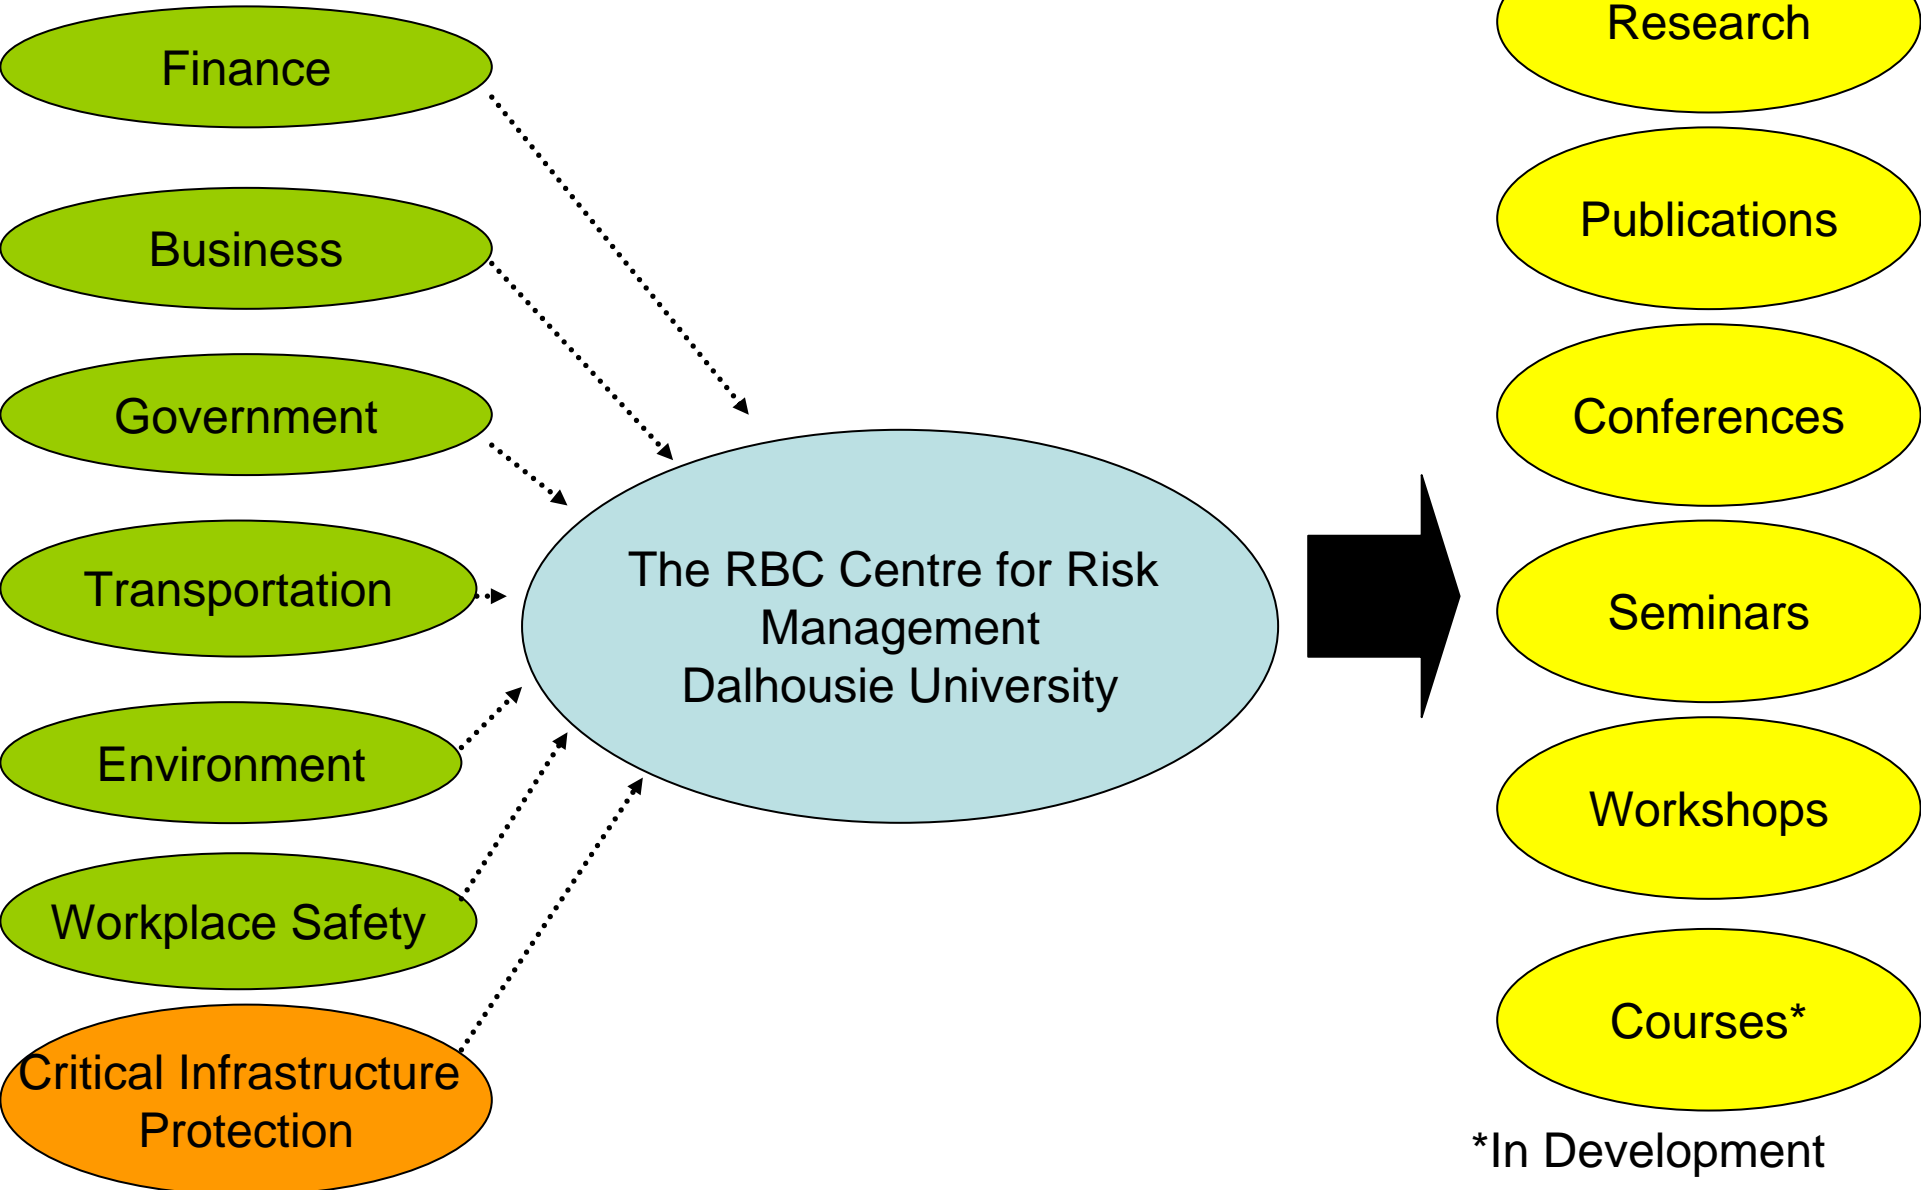 Finance
Business
Government
Transportation
Environment
Workplace Safety
Critical Infrastructure
Protection
The RBC Centre for Risk
Management
Dalhousie University
Research
Publications
Conferences
Seminars
Workshops
Courses*
*In Development